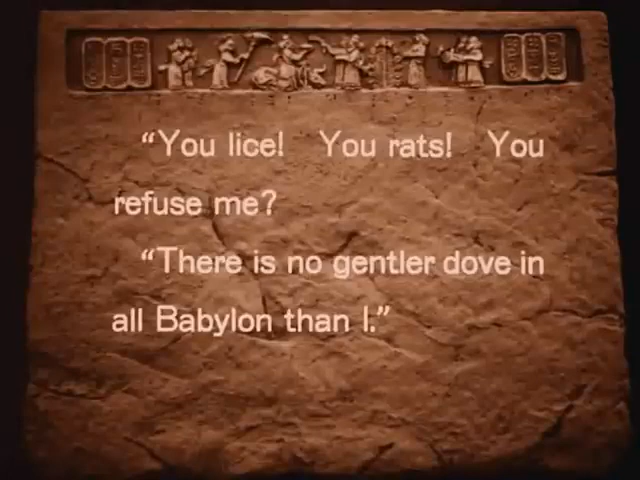 “You lice! You rats! You
refuse me?
“There is no gentler dove in
all Babylon than I.”